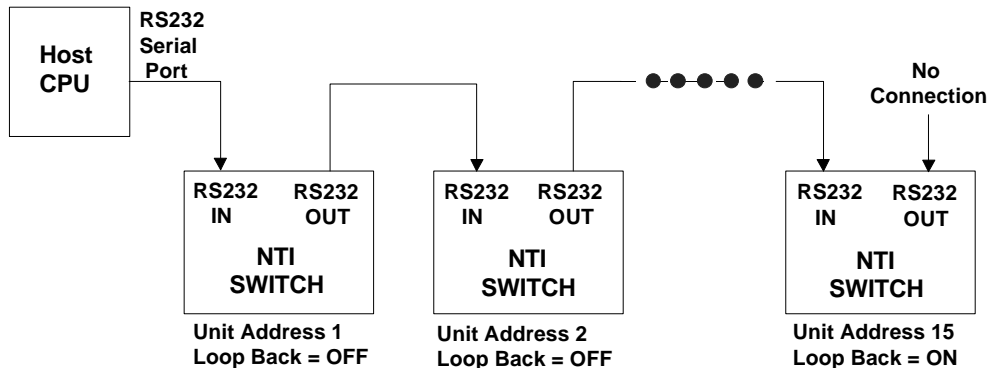 Host
CPU
RS232
Serial
Port
No
Connection
RS232
IN
RS232
OUT
NTI
SWITCH
Unit Address 1
Loop Back = OFF
RS232
IN
RS232
OUT
NTI
SWITCH
Unit Address 2
Loop Back = OFF
RS232
IN
RS232
OUT
NTI
SWITCH
Unit Address 15
Loop Back = ON